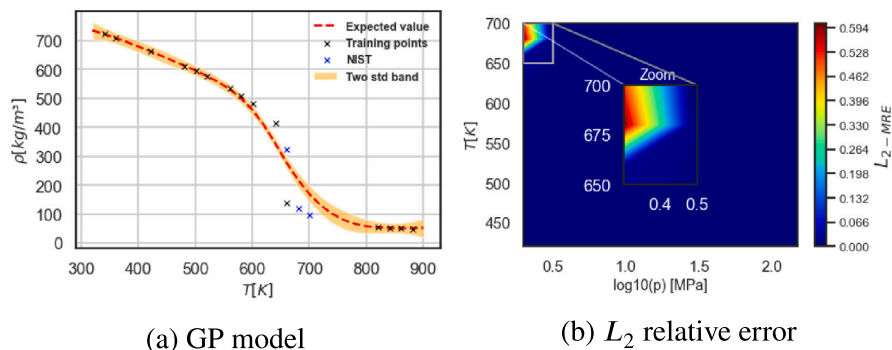 Expected value
Training points
NIST
Two std band
ρ[kg/m³]
700
600
500
400
300
200
100
0
300 400 500 600 700 800 900
T[K]
(a) GP model
700
650
600
550
500
450
T[K]
Zoom
700
675
650
0.4 0.5
0.5 1.0 1.5 2.0
log10(p) [MPa]
0.594
0.528
0.462
0.396
0.330
0.264
0.198
0.132
0.066
0.000
L2−MRE
(b) L2 relative error